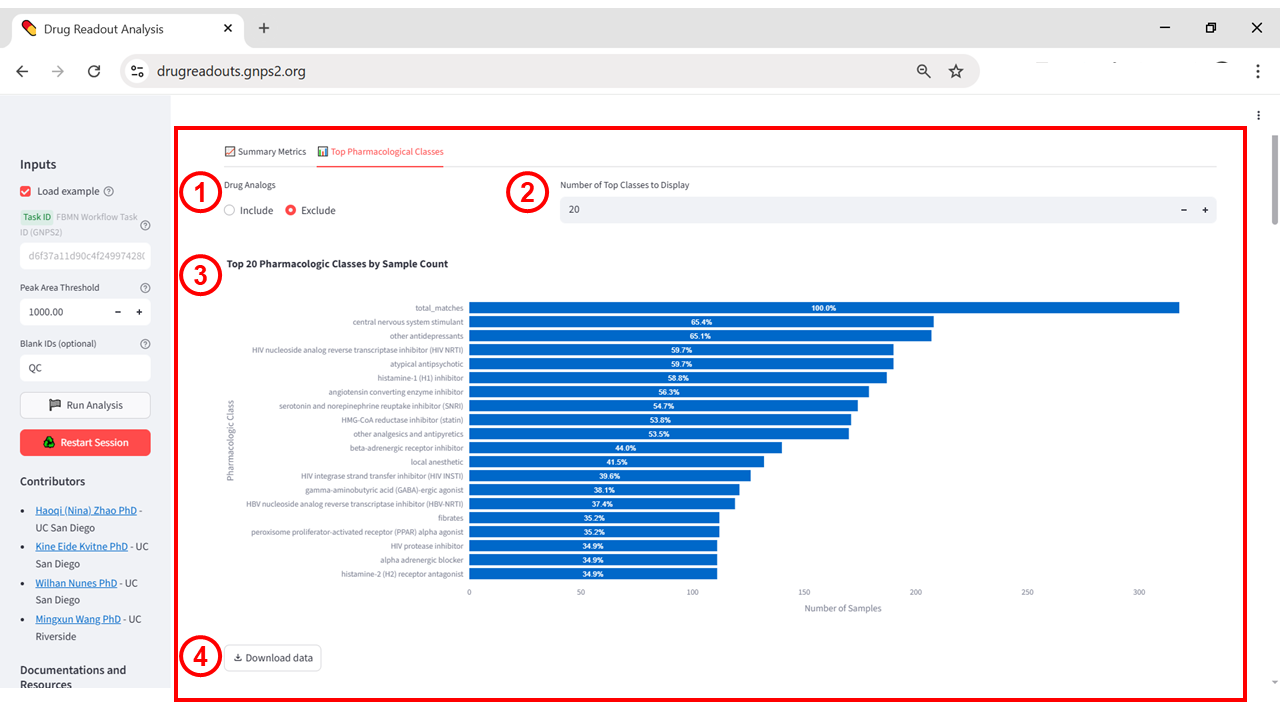 Drug Readout Analysis
drugreadouts.gnps2.org
Inputs
Load example
Task ID FBMN Workflow Task
ID (GNPS2)
d6f37a11d90c4f249974280
Peak Area Threshold
1000.00
Blank IDs (optional)
QC
Run Analysis
Restart Session
Contributors
Haoqi (Nina) Zhao PhD -
UC San Diego
Kine Eide Kvitne PhD - UC
San Diego
Wilhan Nunes PhD - UC
San Diego
Mingxun Wang PhD - UC
Riverside
Documentations and
Resources
Summary Metrics Top Pharmacological Classes
1 Drug Analogs
Include Exclude
2 Number of Top Classes to Display
20
3 Top 20 Pharmacologic Classes by Sample Count
Pharmacologic Class
total_matches 100.0%
central nervous system stimulant 65.4%
other antidepressants 65.1%
HIV nucleoside analog reverse transcriptase inhibitor (HIV NRTI) 59.7%
atypical antipsychotic 59.7%
histamine-1 (H1) inhibitor 58.8%
angiotensin converting enzyme inhibitor 56.3%
serotonin and norepinephrine reuptake inhibitor (SNRI) 54.7%
HMG-CoA reductase inhibitor (statin) 53.8%
other analgesics and antipyretics 53.5%
beta-adrenergic receptor inhibitor 44.0%
local anesthetic 41.5%
HIV integrase strand transfer inhibitor (HIV INSTI) 39.6%
gamma-aminobutyric acid (GABA)-ergic agonist 38.1%
HBV nucleoside analog reverse transcriptase inhibitor (HBV-NRTI) 37.4%
fibrates 35.2%
peroxisome proliferator-activated receptor (PPAR) alpha agonist 35.2%
HIV protease inhibitor 34.9%
alpha adrenergic blocker 34.9%
histamine-2 (H2) receptor antagonist 34.9%
0 50 100 150 200 250 300
Number of Samples
4 Download data